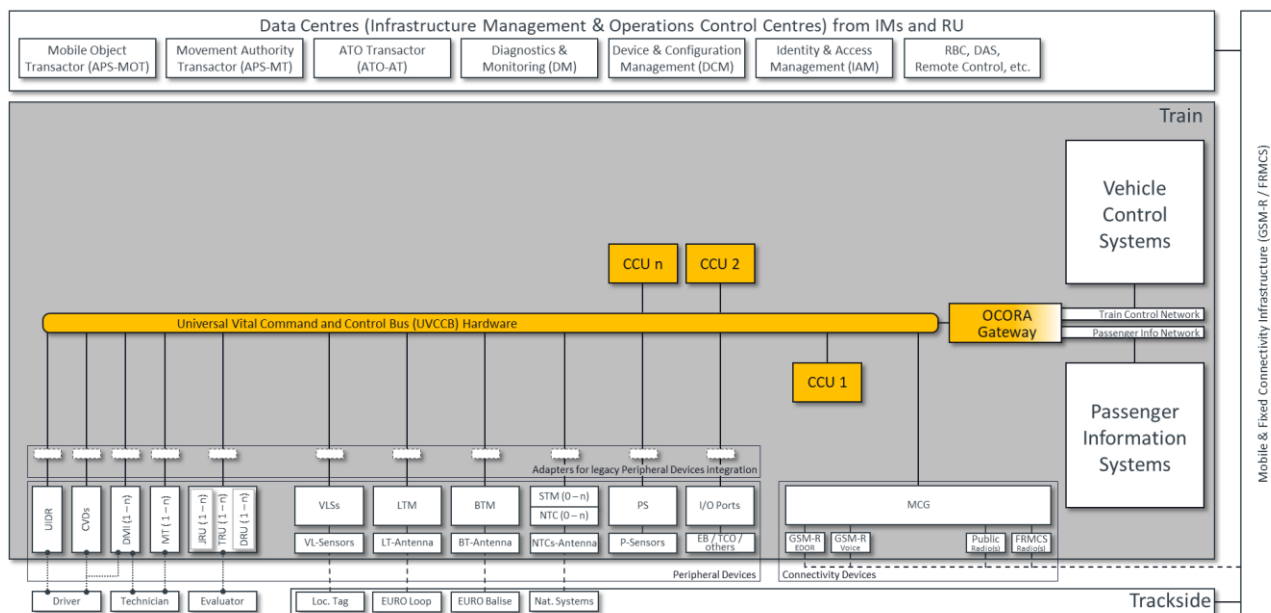 Data Centres (Infrastructure Management & Operations Control Centres) from IMs and RU
Mobile Object
Transactor (APS-MOT)
Movement Authority
Transactor (APS-MT)
ATO Transactor
(ATO-AT)
Diagnostics &
Monitoring (DM)
Device & Configuration
Management (DCM)
Identity & Access
Management (IAM)
RBC, DAS,
Remote Control, etc.
Mobile & Fixed Connectivity Infrastructure (GSM-R / FRMCS)
Train
Vehicle
Control
Systems
CCU n
CCU 2
Universal Vital Command and Control Bus (UVCCB) Hardware
OCORA
Gateway
Train Control Network
Passenger Info Network
CCU 1
Passenger
Information
Systems
Adapters for legacy Peripheral Devices integration
UIDR
CVDs
DMI (1 – n)
MT ( 1 – n)
JRU ( 1 – n)
TRU ( 1 – n)
DRU ( 1 – n)
VLSs
LTM
BTM
STM (0 – n)
NTC (0 – n)
PS
I/O Ports
MCG
VL-Sensors
LT-Antenna
BT-Antenna
NTCs-Antenna
P-Sensors
EB / TCO /
others
GSM-R
EDOR
GSM-R
Voice
Public
Radio(s)
FRMCS
Radio(s)
Peripheral Devices
Connectivity Devices
Driver
Technician
Evaluator
Loc. Tag
EURO Loop
EURO Balise
Nat. Systems
Trackside